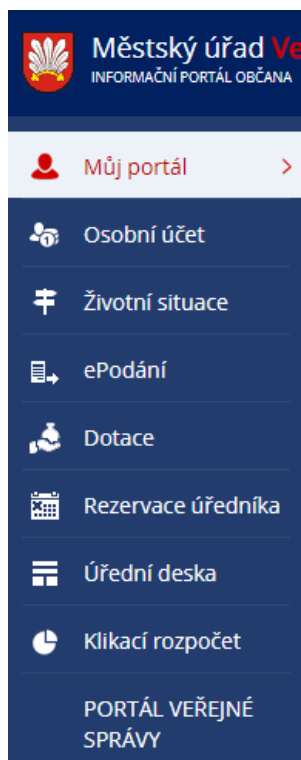 Městský úřad Ve
INFORMAČNÍ PORTÁL OBČANA
Můj portál
Osobní účet
Životní situace
ePodání
Dotace
Rezervace úředníka
Úřední deska
Klikací rozpočet
PORTÁL VEŘEJNÉ
SPRÁVY